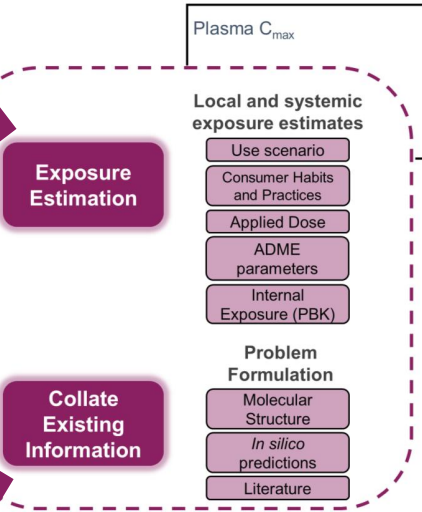 Plasma Cmax
Local and systemic
exposure estimates
Exposure
Estimation
Use scenario
Consumer Habits
and Practices
Applied Dose
ADME
parameters
Internal
Exposure (PBK)
Problem
Formulation
Collate
Existing
Information
Molecular
Structure
In silico
predictions
Literature